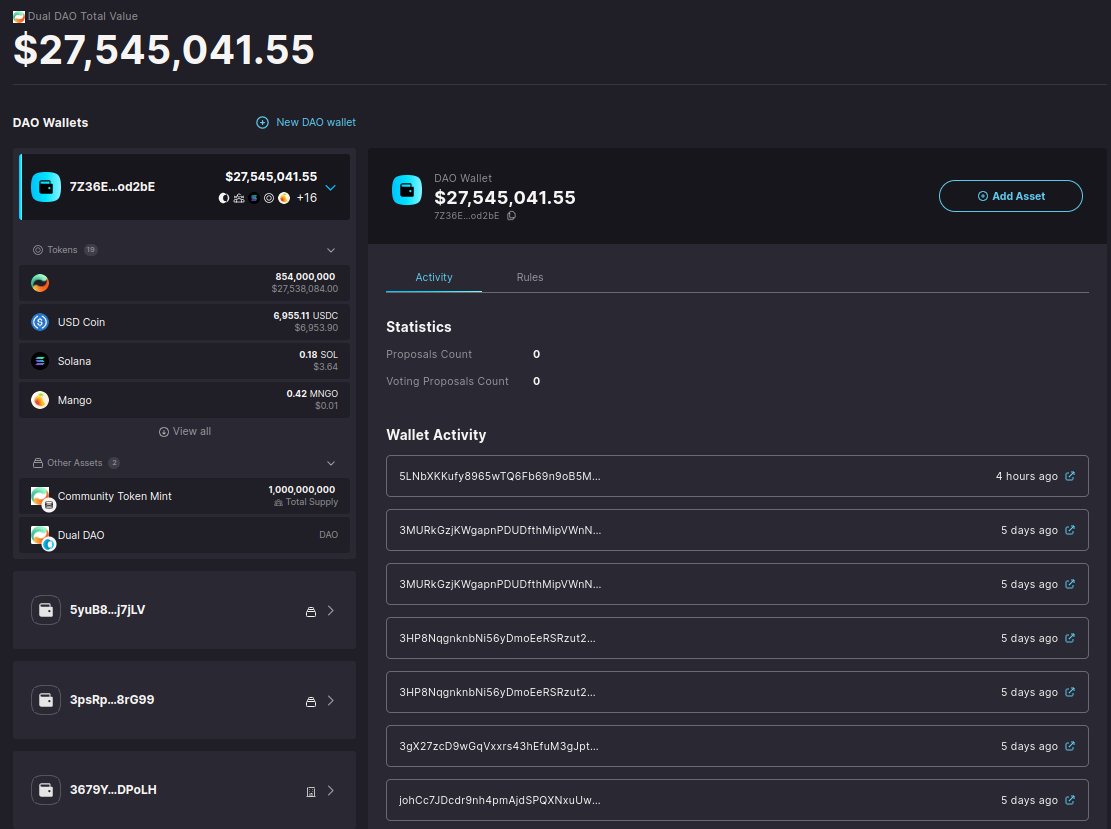 Dual DAO Total Value
$27,545,041.55
DAO Wallets
New DAO wallet
7Z36E...od2bE
$27,545,041.55
+16
Tokens 19
854,000,000
$27,538,084.00
USD Coin
6,955.11 USDC
$6,953.90
Solana
0.18 SOL
$3.64
Mango
0.42 MNGO
$0.01
View all
Other Assets 2
Community Token Mint
1,000,000,000
Total Supply
Dual DAO
DAO
5yuB8...j7jLV
3psRp...8rG99
3679Y...DPoLH
DAO Wallet
$27,545,041.55
7Z36E...od2bE
Add Asset
Activity
Rules
Statistics
Proposals Count 0
Voting Proposals Count 0
Wallet Activity
5LNbXKKufy8965wTQ6Fb69n9oB5M... 4 hours ago
3MURkGzjKWgapnPDUDfthMipVWnN... 5 days ago
3MURkGzjKWgapnPDUDfthMipVWnN... 5 days ago
3HP8NqgnknbNi56yDmoEeRSRzut2... 5 days ago
3HP8NqgnknbNi56yDmoEeRSRzut2... 5 days ago
3gX27zcD9wGqVxxrs43hEfuM3gJpt... 5 days ago
johCc7JDcdr9nh4pmAjdSPQXNxuUw... 5 days ago